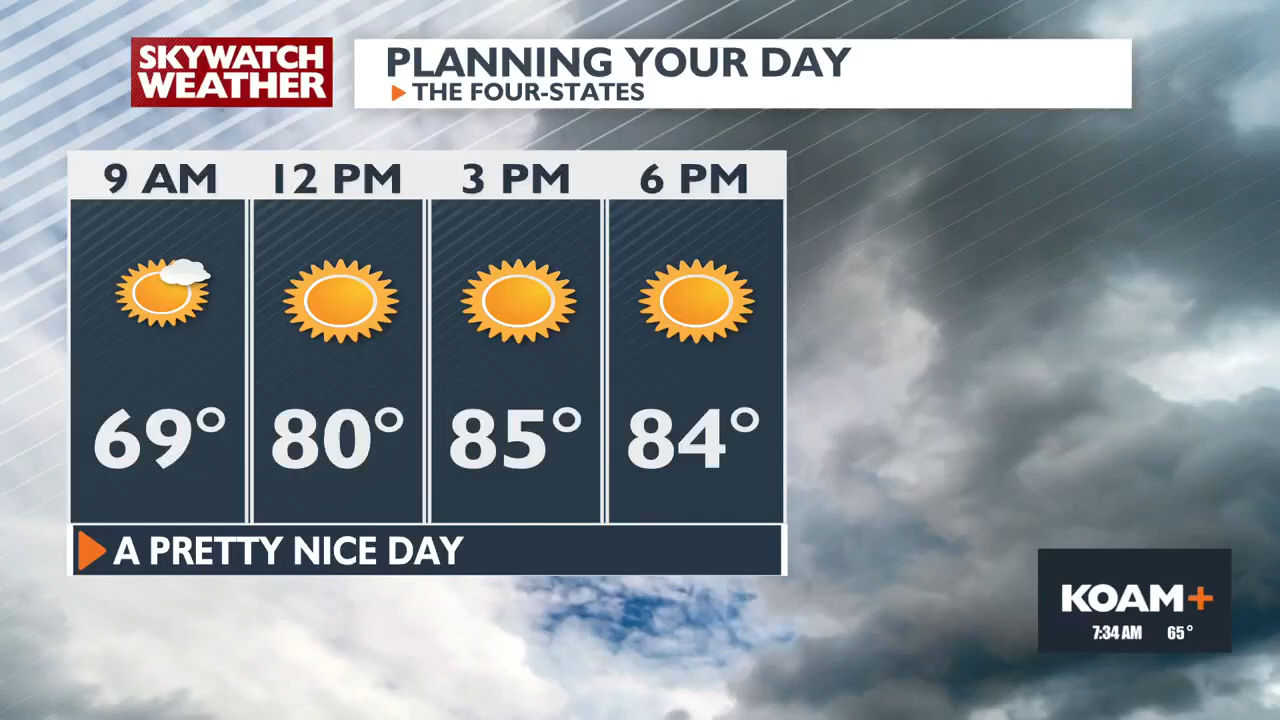 SKYWATCH
WEATHER
PLANNING YOUR DAY
THE FOUR-STATES
9 AM 12 PM 3 PM 6 PM
69° 80° 85° 84°
A PRETTY NICE DAY
KOAM+
7:34 AM 65°